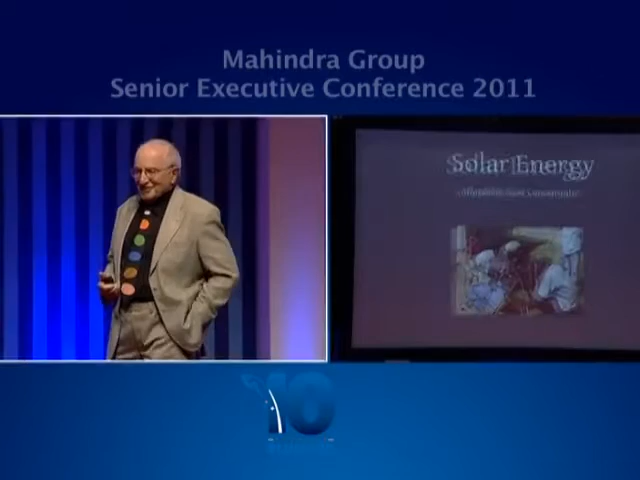 Mahindra Group
Senior Executive Conference 2011
Solar Energy
10